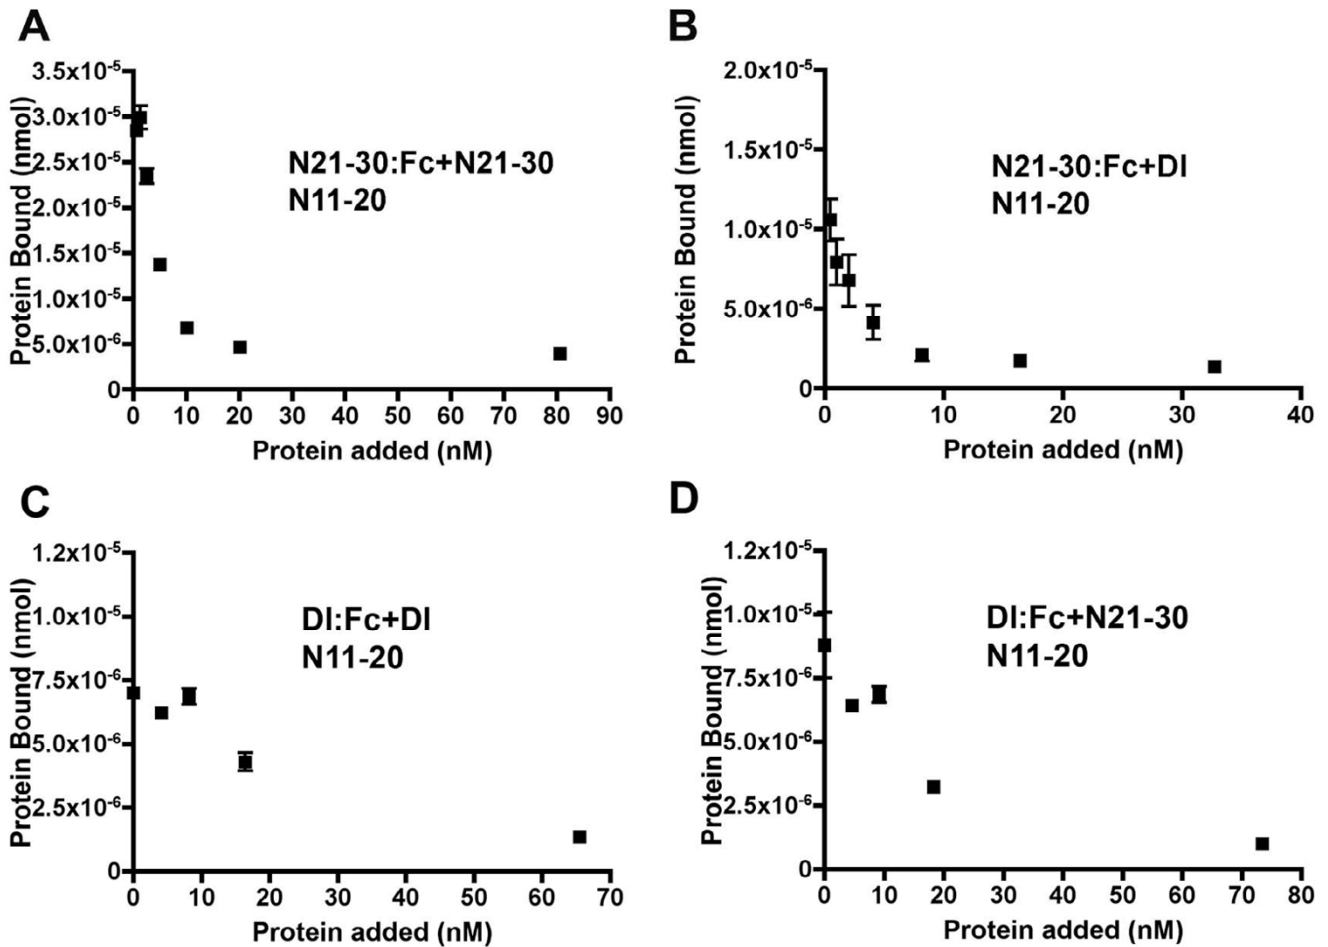 A
3.5x10-5
3.0x10-5
2.5x10-5
2.0x10-5
1.5x10-5
1.0x10-5
5.0x10-6
0
Protein Bound (nmol)
N21-30:Fc+N21-30
N11-20
0 10 20 30 40 50 60 70 80 90
Protein added (nM)
B
2.0x10-5
1.5x10-5
1.0x10-5
5.0x10-6
0
Protein Bound (nmol)
N21-30:Fc+Dl
N11-20
0 10 20 30 40
Protein added (nM)
C
1.2x10-5
1.0x10-5
7.5x10-6
5.0x10-6
2.5x10-6
0
Protein Bound (nmol)
Dl:Fc+Dl
N11-20
0 10 20 30 40 50 60 70
Protein added (nM)
D
1.2x10-5
1.0x10-5
7.5x10-6
5.0x10-6
2.5x10-6
0
Protein Bound (nmol)
Dl:Fc+N21-30
N11-20
0 10 20 30 40 50 60 70 80
Protein added (nM)